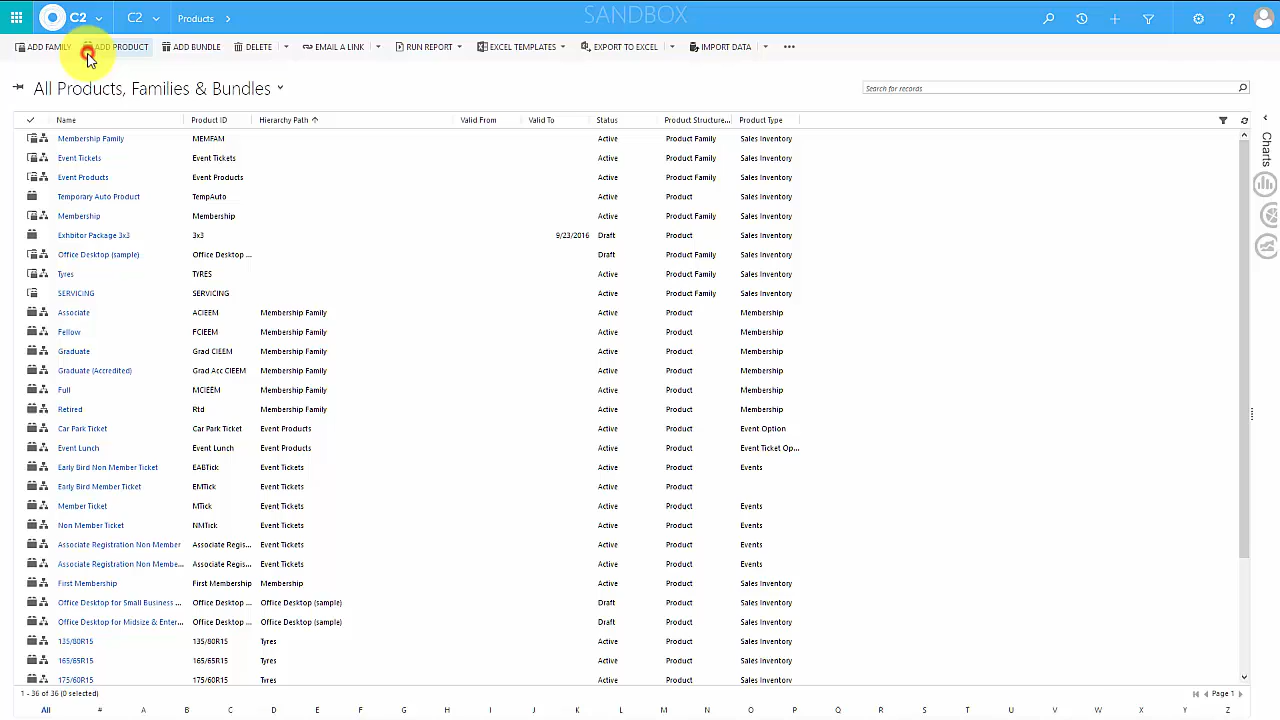 C2 C2 Products SANDBOX ?
ADD FAMILY ADD PRODUCT ADD BUNDLE DELETE EMAIL A LINK RUN REPORT EXCEL TEMPLATES EXPORT TO EXCEL IMPORT DATA •••
All Products, Families & Bundles Search for records
Name Product ID Hierarchy Path Valid From Valid To Status Product Structure... Product Type
Membership Family MEMFAM Active Product Family Sales Inventory
Event Tickets Event Tickets Active Product Family Sales Inventory
Event Products Event Products Active Product Family Sales Inventory
Temporary Auto Product TempAuto Active Product Sales Inventory
Membership Membership Active Product Family Sales Inventory
Exhbitor Package 3x3 3x3 9/23/2016 Draft Product Sales Inventory
Office Desktop (sample) Office Desktop ... Draft Product Family Sales Inventory
Tyres TYRES Active Product Family Sales Inventory
SERVICING SERVICING Active Product Family Sales Inventory
Associate ACIEEM Membership Family Active Product Membership
Fellow FCIEEM Membership Family Active Product Membership
Graduate Grad CIEEM Membership Family Active Product Membership
Graduate (Accredited) Grad Acc CIEEM Membership Family Active Product Membership
Full MCIEEM Membership Family Active Product Membership
Retired Rtd Membership Family Active Product Membership
Car Park Ticket Car Park Ticket Event Products Active Product Event Option
Event Lunch Event Lunch Event Products Active Product Event Ticket Op...
Early Bird Non Member Ticket EABTick Event Tickets Active Product Events
Early Bird Member Ticket EMTick Event Tickets Active Product
Member Ticket MTick Event Tickets Active Product Events
Non Member Ticket NMTick Event Tickets Active Product Events
Associate Registration Non Member Associate Regis... Event Tickets Active Product Events
Associate Registration Non Membe... Associate Regis... Event Tickets Active Product Events
First Membership First Membership Membership Active Product Sales Inventory
Office Desktop for Small Business ... Office Desktop ... Office Desktop (sample) Draft Product Sales Inventory
Office Desktop for Midsize & Enter... Office Desktop ... Office Desktop (sample) Draft Product Sales Inventory
135/80R15 135/80R15 Tyres Active Product Sales Inventory
165/65R15 165/65R15 Tyres Active Product Sales Inventory
175/60R15 175/60R15 Tyres Active Product Sales Inventory
1 - 36 of 36 (0 selected) Page 1
All # A B C D E F G H I J K L M N O P Q R S T U V W X Y Z
Charts